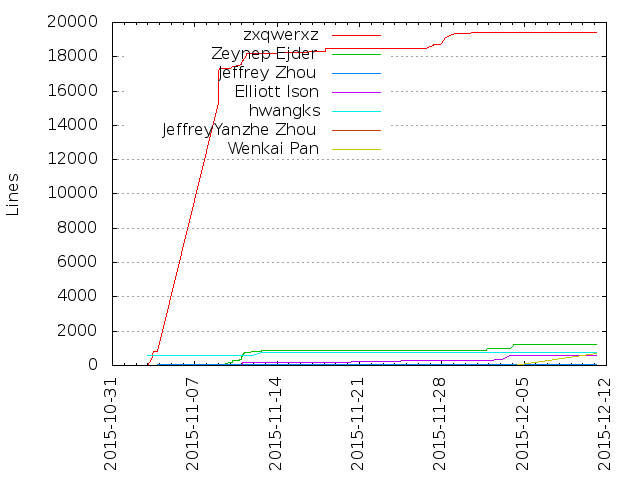 20000
18000
16000
14000
12000
10000
8000
6000
4000
2000
0
Lines
zxqwerxz
Zeynep Ejder
Jeffrey Zhou
Elliott Ison
hwangks
JeffreyYanzhe Zhou
Wenkai Pan
2015-10-31
2015-11-07
2015-11-14
2015-11-21
2015-11-28
2015-12-05
2015-12-12